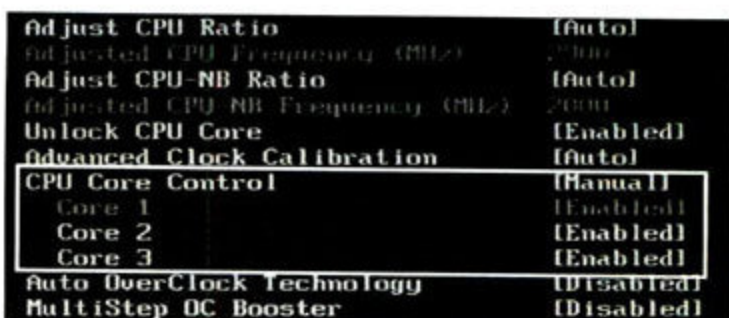 Adjust CPU Ratio [Auto]
Adjusted CPU Frequency (MHz)
Adjust CPU-NB Ratio [Auto]
Adjusted CPU NB Frequency (MHz) 2000
Unlock CPU Core [Enabled]
Advanced Clock Calibration [Auto]
CPU Core Control [Manual]
Core 1 [Enabled]
Core 2 [Enabled]
Core 3 [Enabled]
Auto OverClock Technology [Disabled]
MultiStep OC Booster [Disabled]